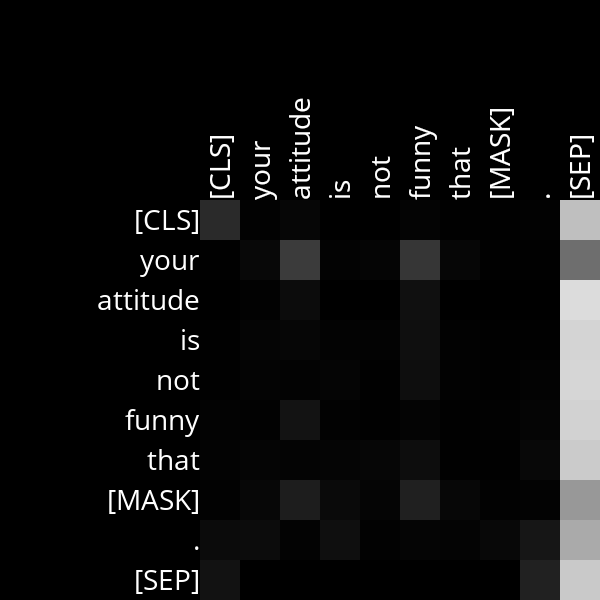 [CLS] your attitude is not funny that [MASK] . [SEP]
[CLS]
your
attitude
is
not
funny
that
[MASK]
.
[SEP]